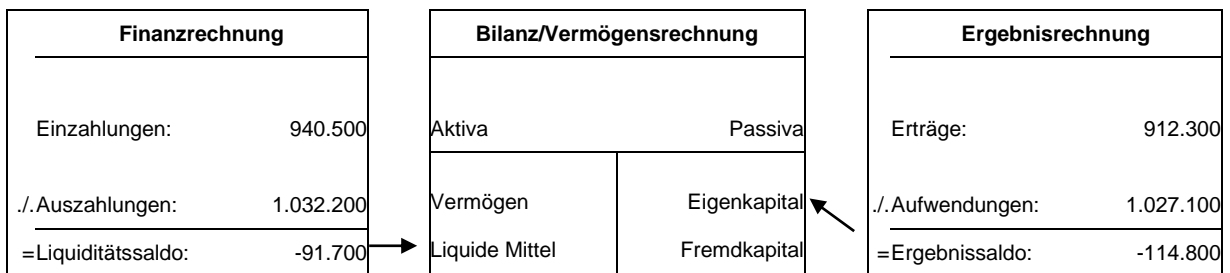 Finanzrechnung
Einzahlungen: 940.500
./.Auszahlungen: 1.032.200
=Liquiditätssaldo: -91.700
Bilanz/Vermögensrechnung
Aktiva Passiva
Vermögen Eigenkapital
Liquide Mittel Fremdkapital
Ergebnisrechnung
Erträge: 912.300
./.Aufwendungen: 1.027.100
=Ergebnissaldo: -114.800